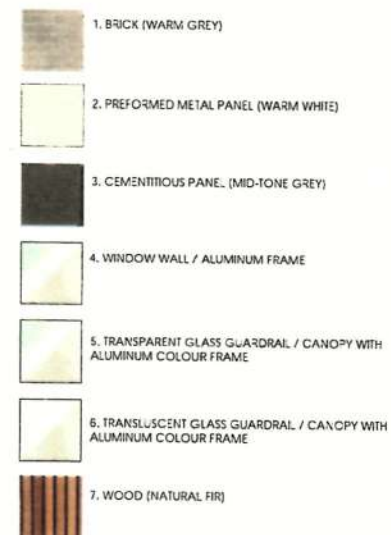 1. BRICK (WARM GREY)
2. PREFORMED METAL PANEL (WARM WHITE)
3. CEMENTITIOUS PANEL (MID-TONE GREY)
4. WINDOW WALL / ALUMINUM FRAME
5. TRANSPARENT GLASS GUARDRAIL / CANOPY WITH
ALUMINUM COLOUR FRAME
6. TRANSLUSCENT GLASS GUARDRAIL / CANOPY WITH
ALUMINUM COLOUR FRAME
7. WOOD (NATURAL FIR)